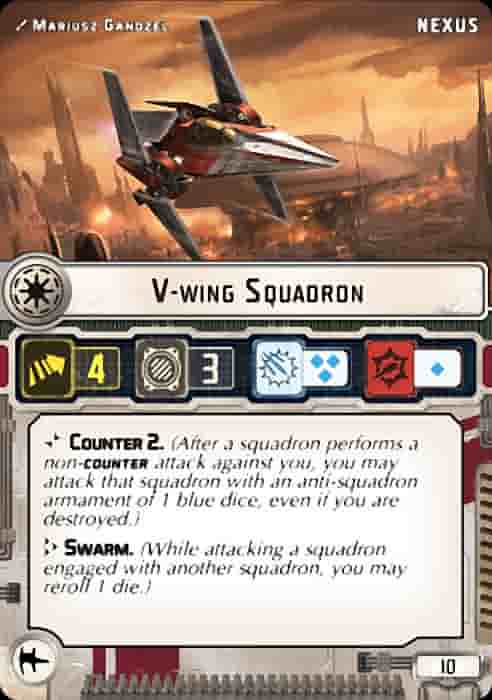 Mariusz Gandzel
NEXUS
V-wing Squadron
4
3
Counter 2. (After a squadron performs a
non-counter attack against you, you may
attack that squadron with an anti-squadron
armament of 1 blue dice, even if you are
destroyed.)
Swarm. (While attacking a squadron
engaged with another squadron, you may
reroll 1 die.)
10